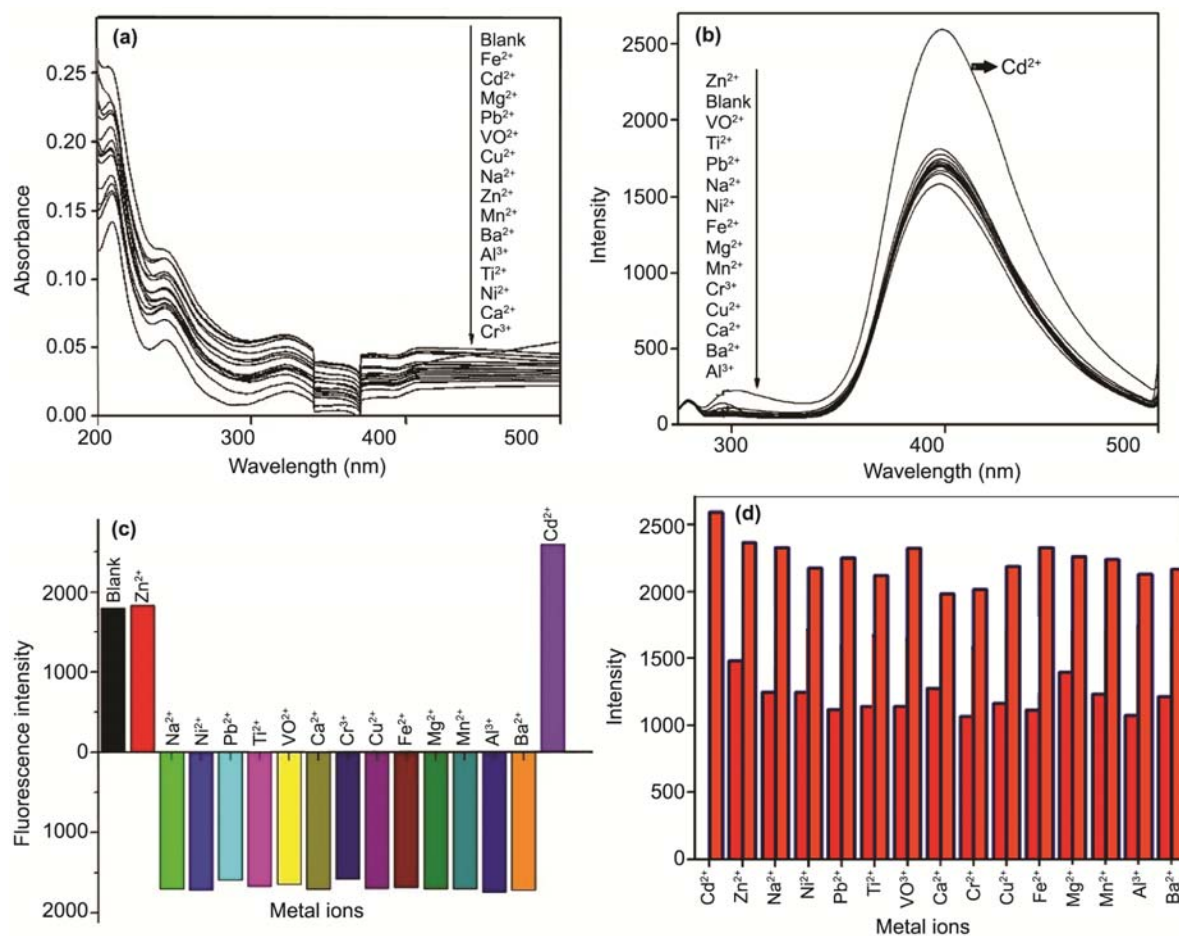 (a)
Blank
Fe²⁺
Cd²⁺
Mg²⁺
Pb²⁺
VO²⁺
Cu²⁺
Na²⁺
Zn²⁺
Mn²⁺
Ba²⁺
Al³⁺
Ti²⁺
Ni²⁺
Ca²⁺
Cr³⁺
0.25
0.20
0.15
0.10
0.05
0.00
Absorbance
200 300 400 500
Wavelength (nm)
(b)
Cd²⁺
Zn²⁺
Blank
VO²⁺
Ti²⁺
Pb²⁺
Na²⁺
Ni²⁺
Fe²⁺
Mg²⁺
Mn²⁺
Cr³⁺
Cu²⁺
Ca²⁺
Ba²⁺
Al³⁺
2500
2000
1500
1000
500
0
Intensity
300 400 500
Wavelength (nm)
(c)
Blank
Zn²⁺
Na²⁺
Ni²⁺
Pb²⁺
Ti²⁺
VO²⁺
Ca²⁺
Cr³⁺
Cu²⁺
Fe²⁺
Mg²⁺
Mn²⁺
Al³⁺
Ba²⁺
Cd²⁺
2000
1000
0
1000
2000
Fluorescence intensity
Metal ions
(d)
2500
2000
1500
1000
500
0
Intensity
Cd²⁺
Zn²⁺
Na²⁺
Ni²⁺
Pb²⁺
Ti²⁺
VO³⁺
Ca²⁺
Cr²⁺
Cu²⁺
Fe²⁺
Mg²⁺
Mn²⁺
Al³⁺
Ba²⁺
Metal ions